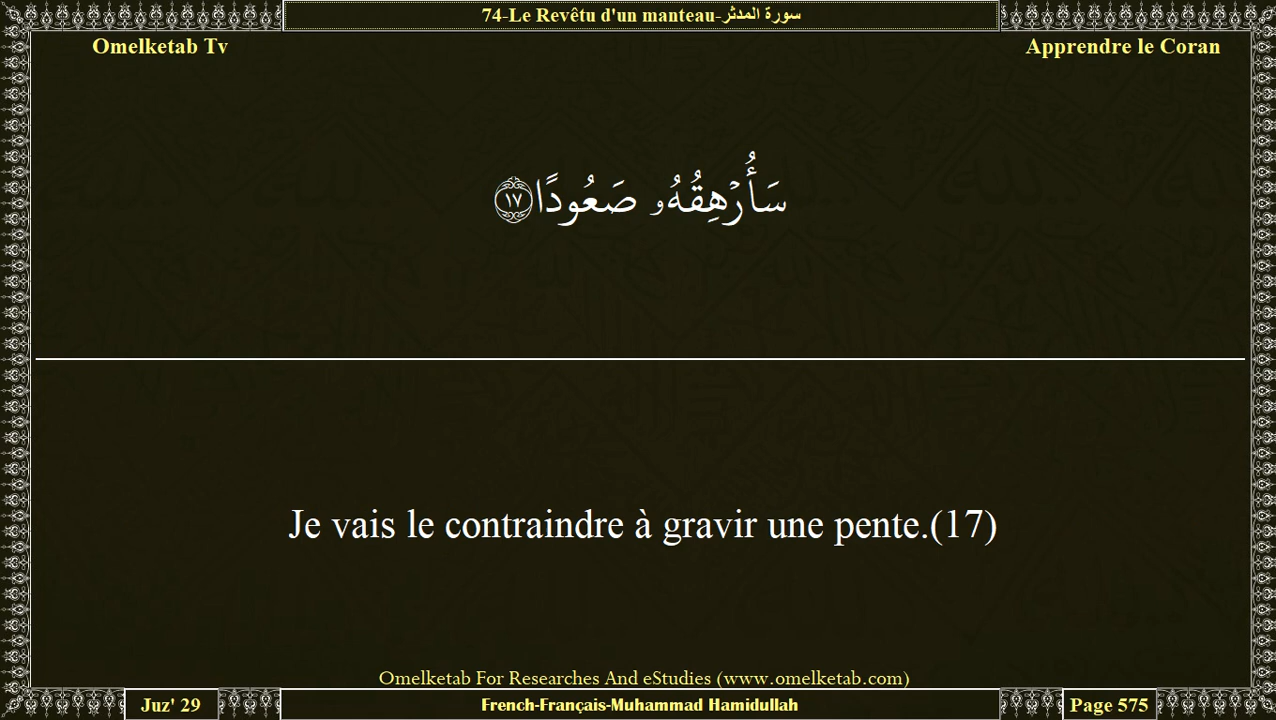 74-Le Revêtu d'un manteau-سورة المدثر
Omelketab Tv
Apprendre le Coran
سَأُرْهِقُهُۥ صَعُودًا ١٧
Je vais le contraindre à gravir une pente.(17)
Omelketab For Researches And eStudies (www.omelketab.com)
Juz' 29
French-Français-Muhammad Hamidullah
Page 575